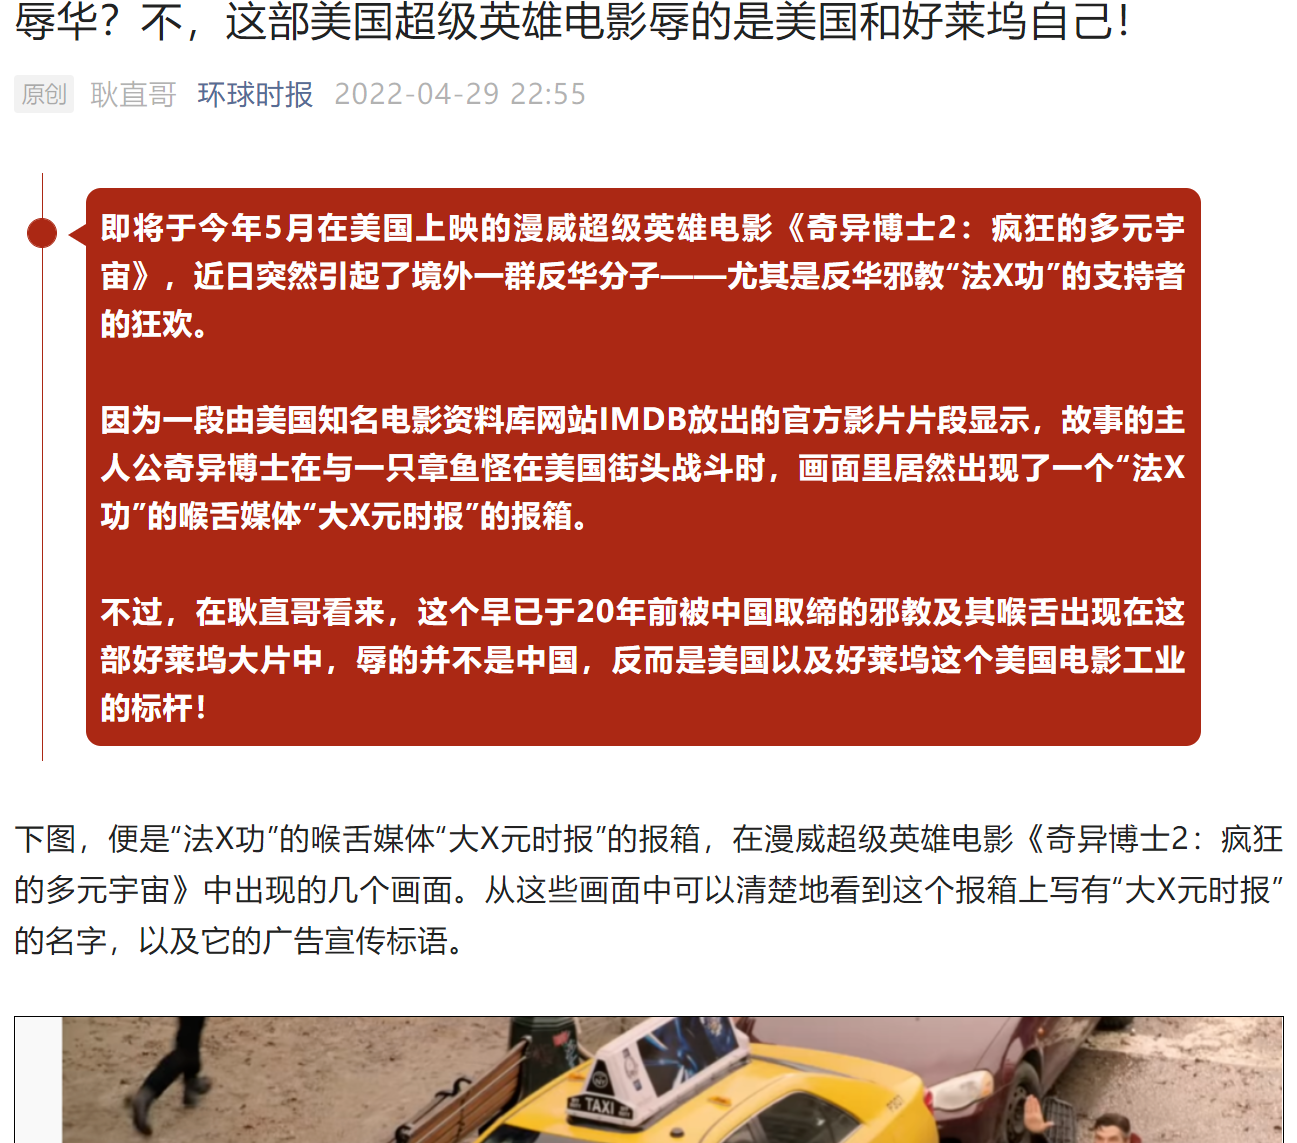 辱华？不，这部美国超级英雄电影辱的是美国和好莱坞自己！
原创 耿直哥 环球时报 2022-04-29 22:55
即将于今年5月在美国上映的漫威超级英雄电影《奇异博士2：疯狂的多元宇
宙》，近日突然引起了境外一群反华分子——尤其是反华邪教“法X功”的支持者
的狂欢。
因为一段由美国知名电影资料库网站IMDB放出的官方影片片段显示，故事的主
人公奇异博士在与一只章鱼怪在美国街头战斗时，画面里居然出现了一个“法X
功”的喉舌媒体“大X元时报”的报箱。
不过，在耿直哥看来，这个早已于20年前被中国取缔的邪教及其喉舌出现在这
部好莱坞大片中，辱的并不是中国，反而是美国以及好莱坞这个美国电影工业
的标杆！
下图，便是“法X功”的喉舌媒体“大X元时报”的报箱，在漫威超级英雄电影《奇异博士2：疯狂
的多元宇宙》中出现的几个画面。从这些画面中可以清楚地看到这个报箱上写有“大X元时报”
的名字，以及它的广告宣传标语。
TAXI